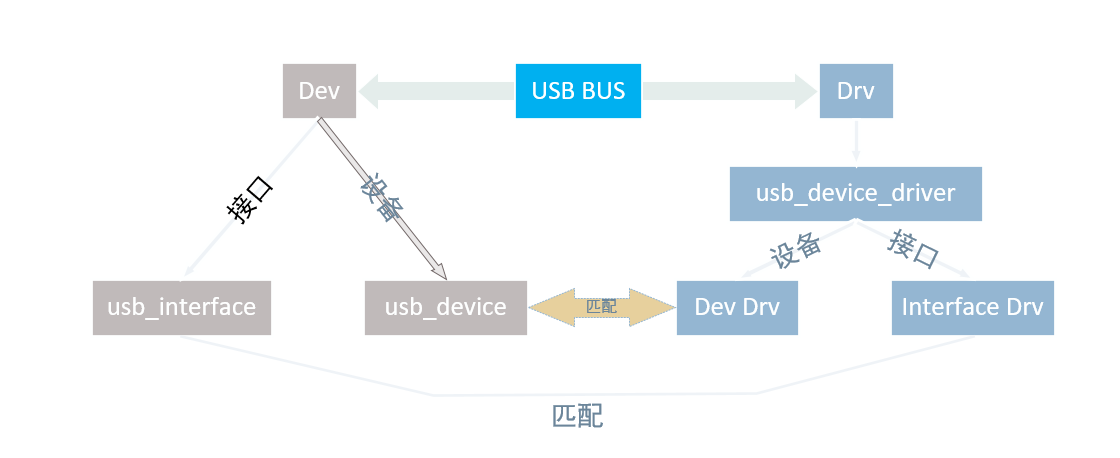 Dev
USB BUS
Drv
接口
设备
usb_device_driver
设备
接口
usb_interface
usb_device
匹配
Dev Drv
Interface Drv
匹配